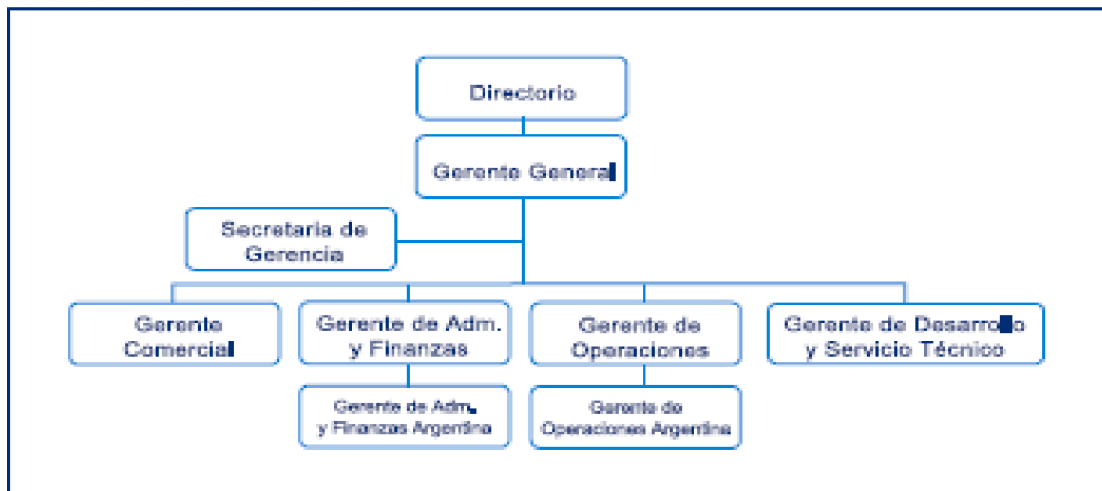 Directorio
Gerente General
Secretaria de
Gerencia
Gerente
Comercial
Gerente de Adm.
y Finanzas
Gerente de
Operaciones
Gerente de Desarrollo
y Servicio Técnico
Gerente de Adm.
y Finanzas Argentina
Gerente de
Operaciones Argentina